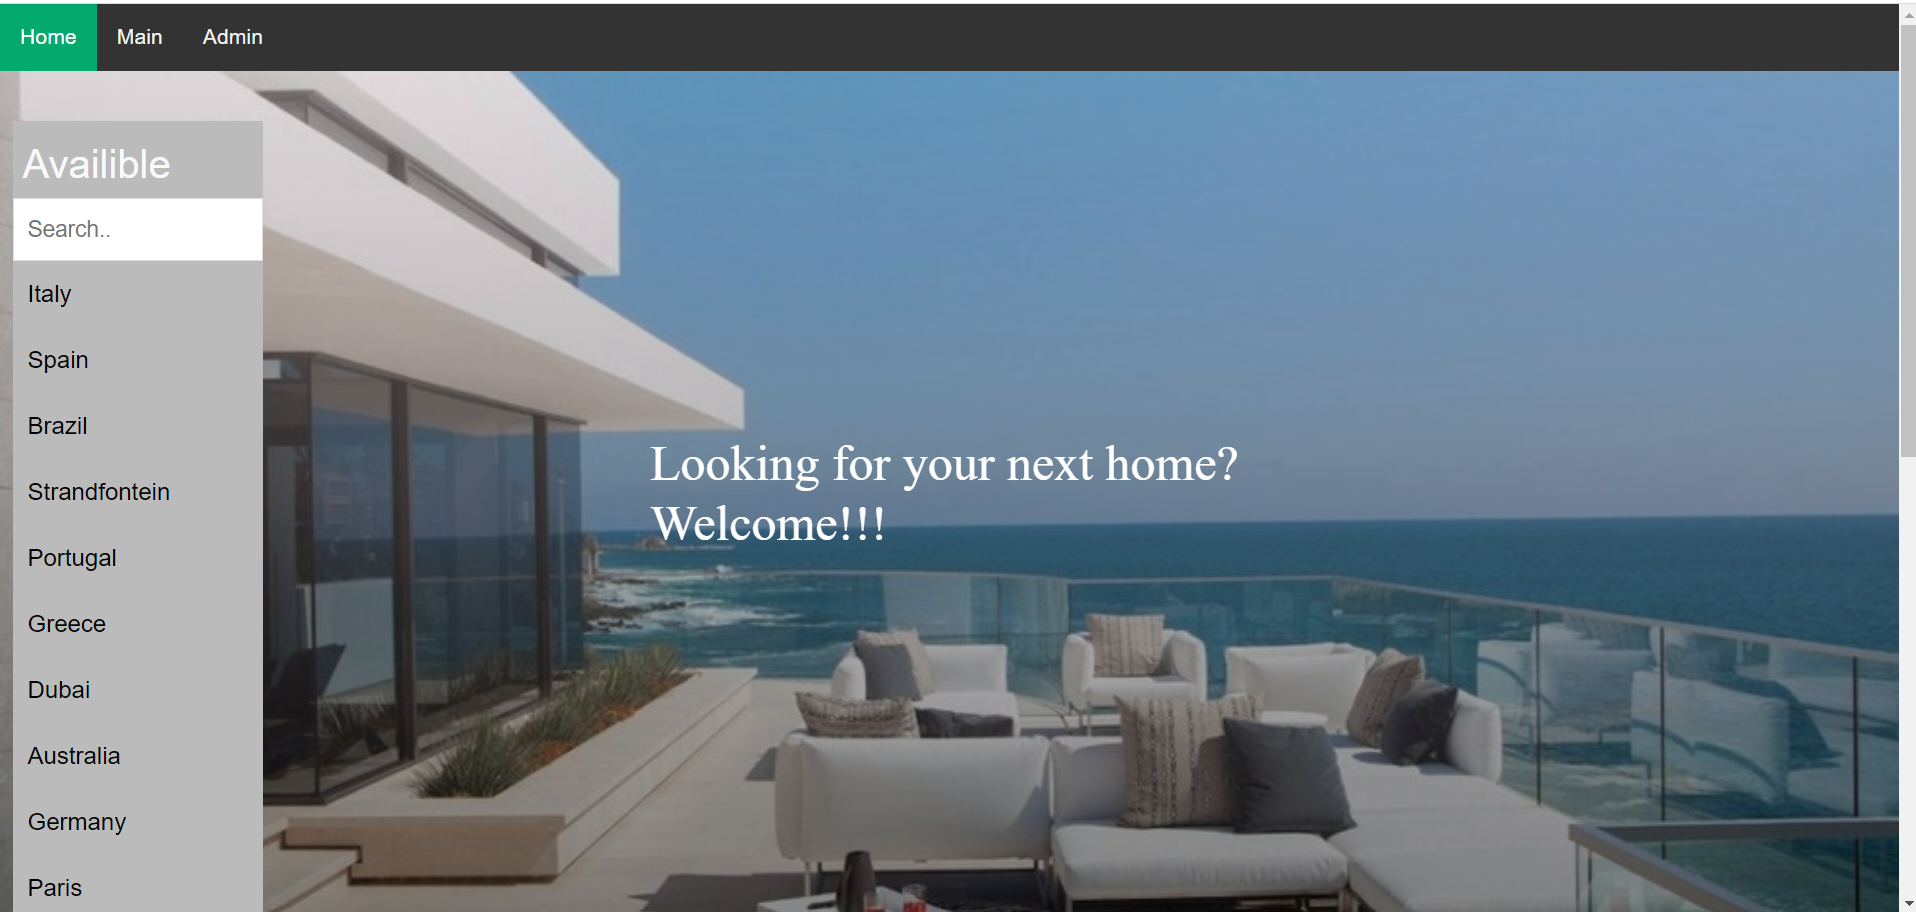 Home Main Admin
Availible
Search..
Italy
Spain
Brazil
Strandfontein
Portugal
Greece
Dubai
Australia
Germany
Paris
Looking for your next home?
Welcome!!!